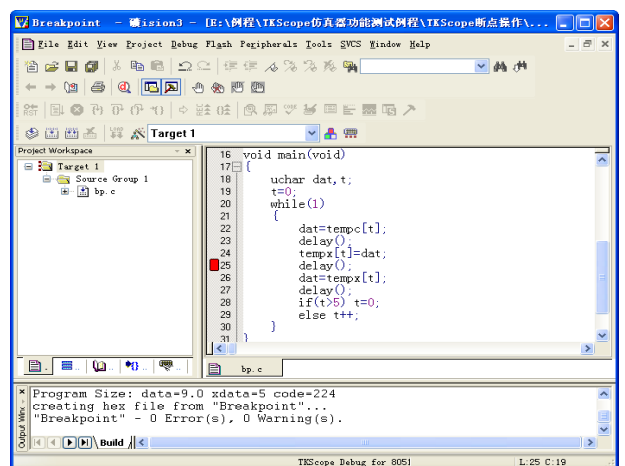 Breakpoint - 礦ision3 - [E:\例程\TKScope仿真器功能测试例程\TKScope断点操作\...
File Edit View Project Debug Flash Peripherals Tools SVCS Window Help
Target 1
Project Workspace
Target 1
Source Group 1
bp.c
16 void main(void)
17 {
18 uchar dat,t;
19 t=0;
20 while(1)
21 {
22 dat=tempc[t];
23 delay();
24 tempx[t]=dat;
25 delay();
26 dat=tempx[t];
27 delay();
28 if(t>5) t=0;
29 else t++;
30 }
31 }
bp.c
Program Size: data=9.0 xdata=5 code=224
creating hex file from "Breakpoint"...
"Breakpoint" - 0 Error(s), 0 Warning(s).
Build
TKScope Debug for 8051 L:25 C:19